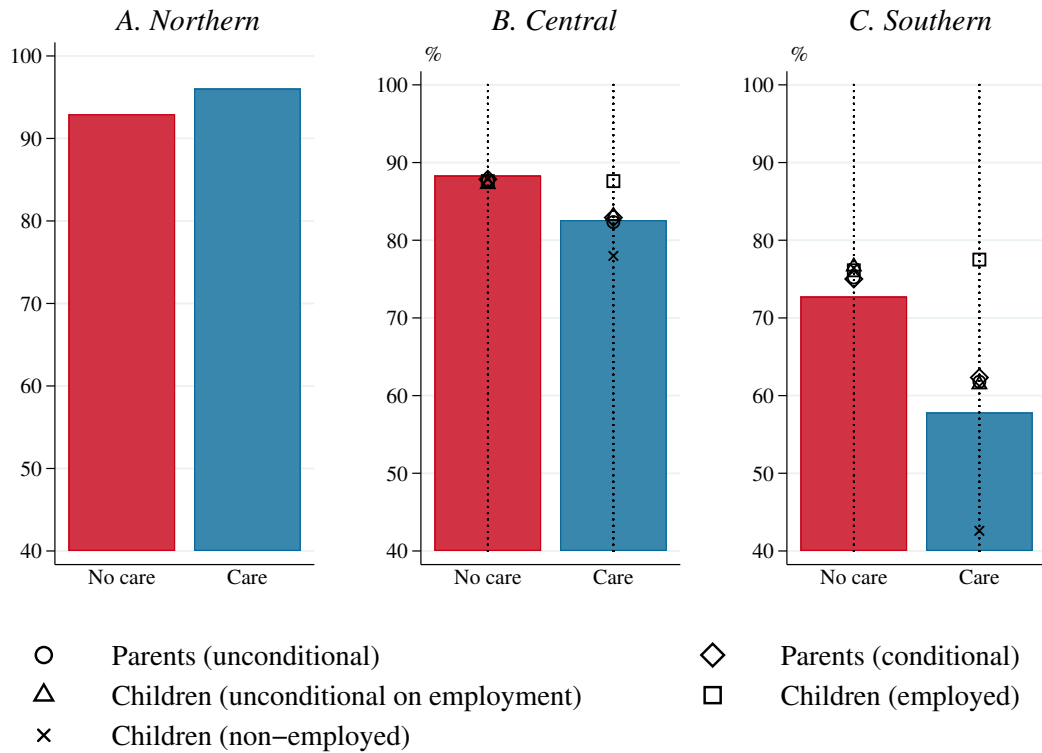 A. Northern
B. Central
C. Southern
%
%
100
90
80
70
60
50
40
100
90
80
70
60
50
40
100
90
80
70
60
50
40
No care
Care
No care
Care
No care
Care
Parents (unconditional)
Parents (conditional)
Children (unconditional on employment)
Children (employed)
Children (non−employed)